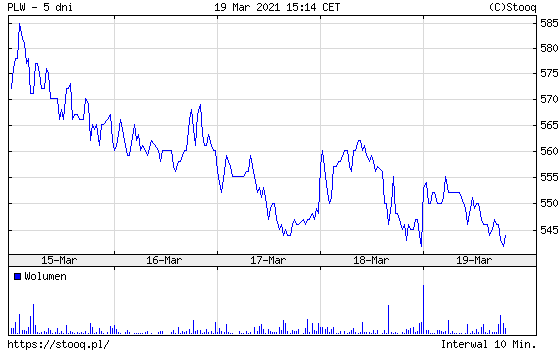 PLW - 5 dni 19 Mar 2021 15:14 CET (C)Stooq
585
580
575
570
565
560
555
550
545
15-Mar 16-Mar 17-Mar 18-Mar 19-Mar
Wolumen
https://stooq.pl/ Interwal 10 Min.